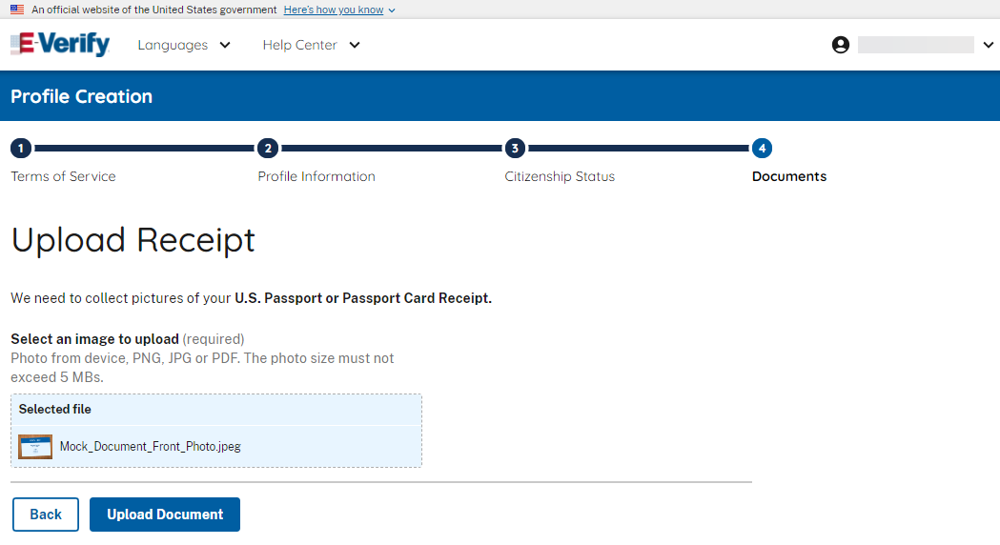 An official website of the United States government Here's how you know
E-Verify Languages Help Center
Profile Creation
1 2 3 4
Terms of Service Profile Information Citizenship Status Documents
Upload Receipt
We need to collect pictures of your U.S. Passport or Passport Card Receipt.
Select an image to upload (required)
Photo from device, PNG, JPG or PDF. The photo size must not
exceed 5 MBs.
Selected file
Mock_Document_Front_Photo.jpeg
Back Upload Document